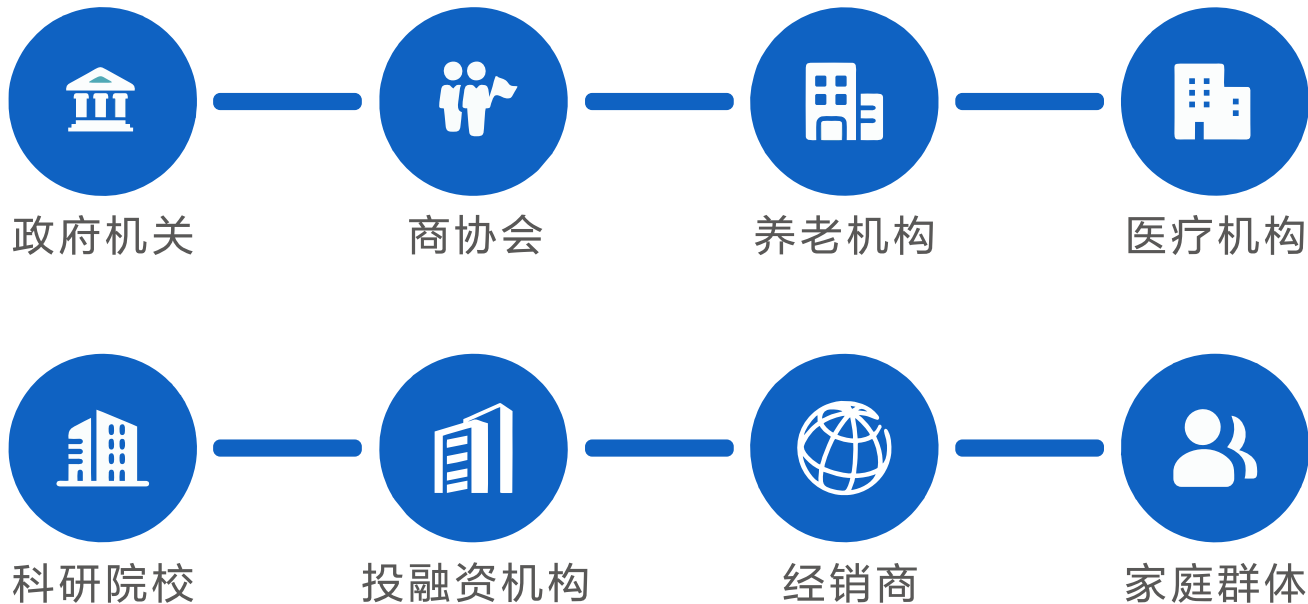 政府机关
商协会
养老机构
医疗机构
科研院校
投融资机构
经销商
家庭群体